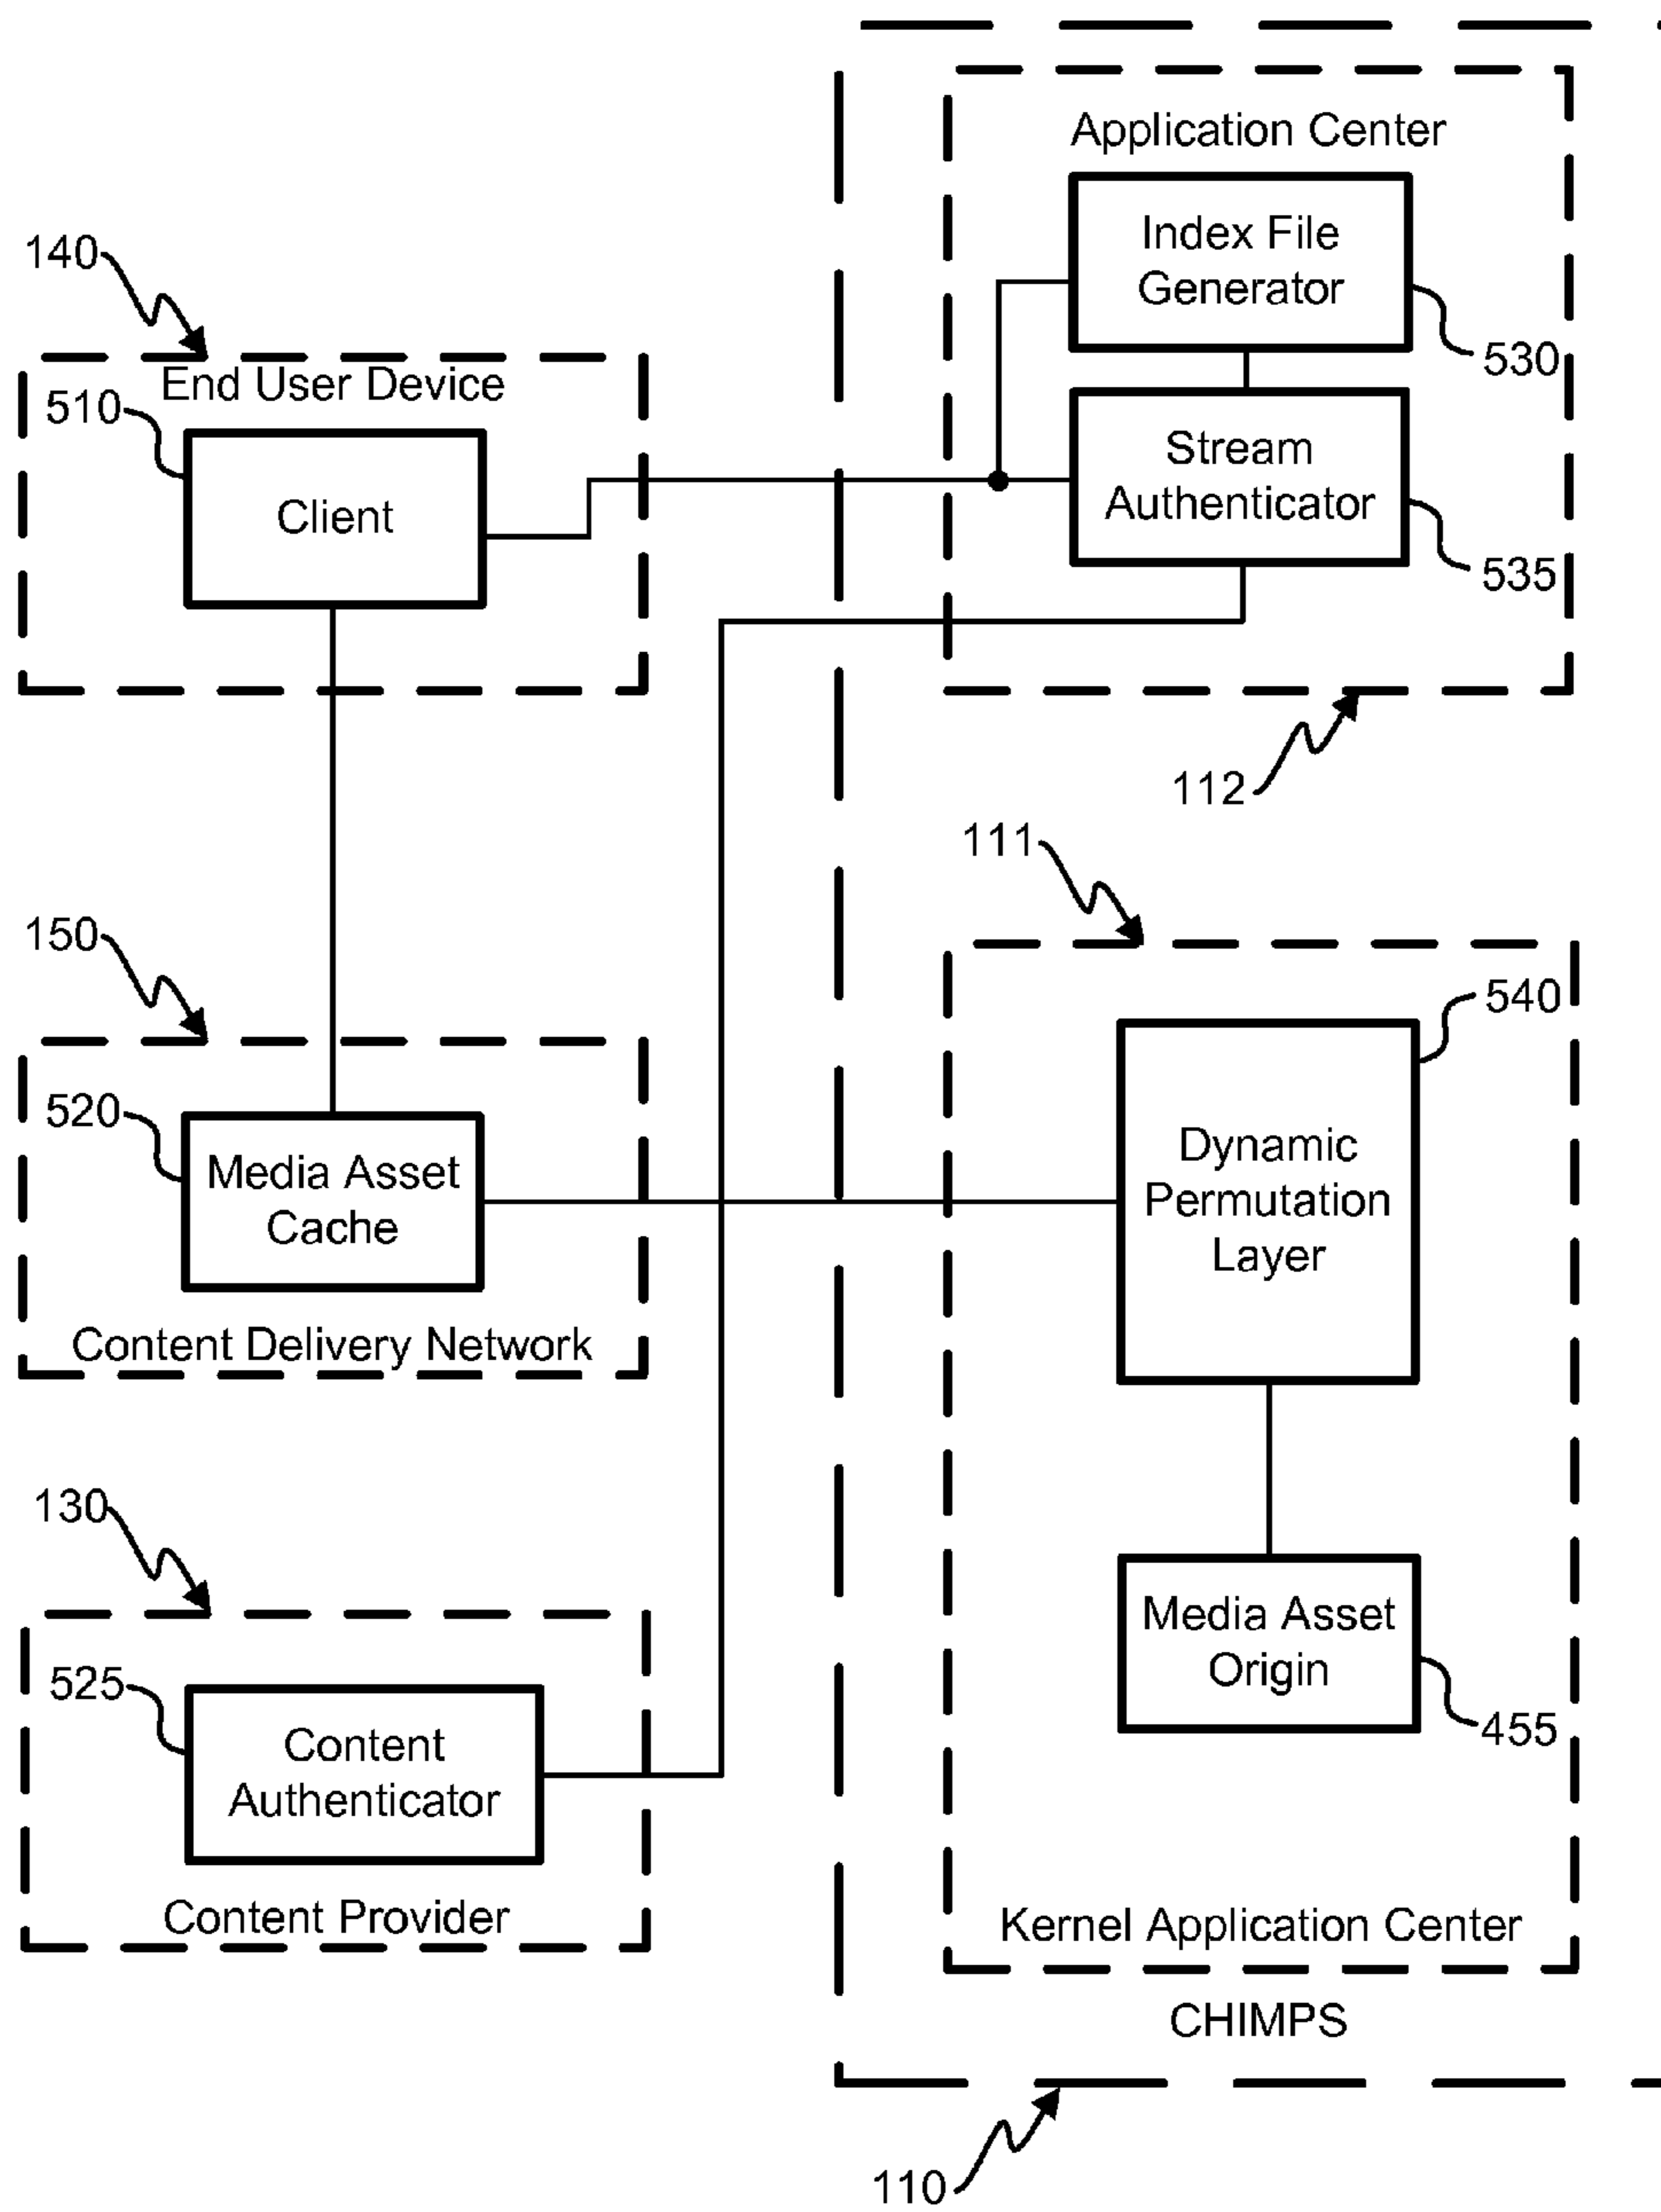 Application Center
Index File
Generator
530
Stream
Authenticator
535
112
140
End User Device
510
Client
150
520
Media Asset
Cache
Content Delivery Network
130
525
Content
Authenticator
Content Provider
111
540
Dynamic
Permutation
Layer
Media Asset
Origin
455
Kernel Application Center
CHIMPS
110